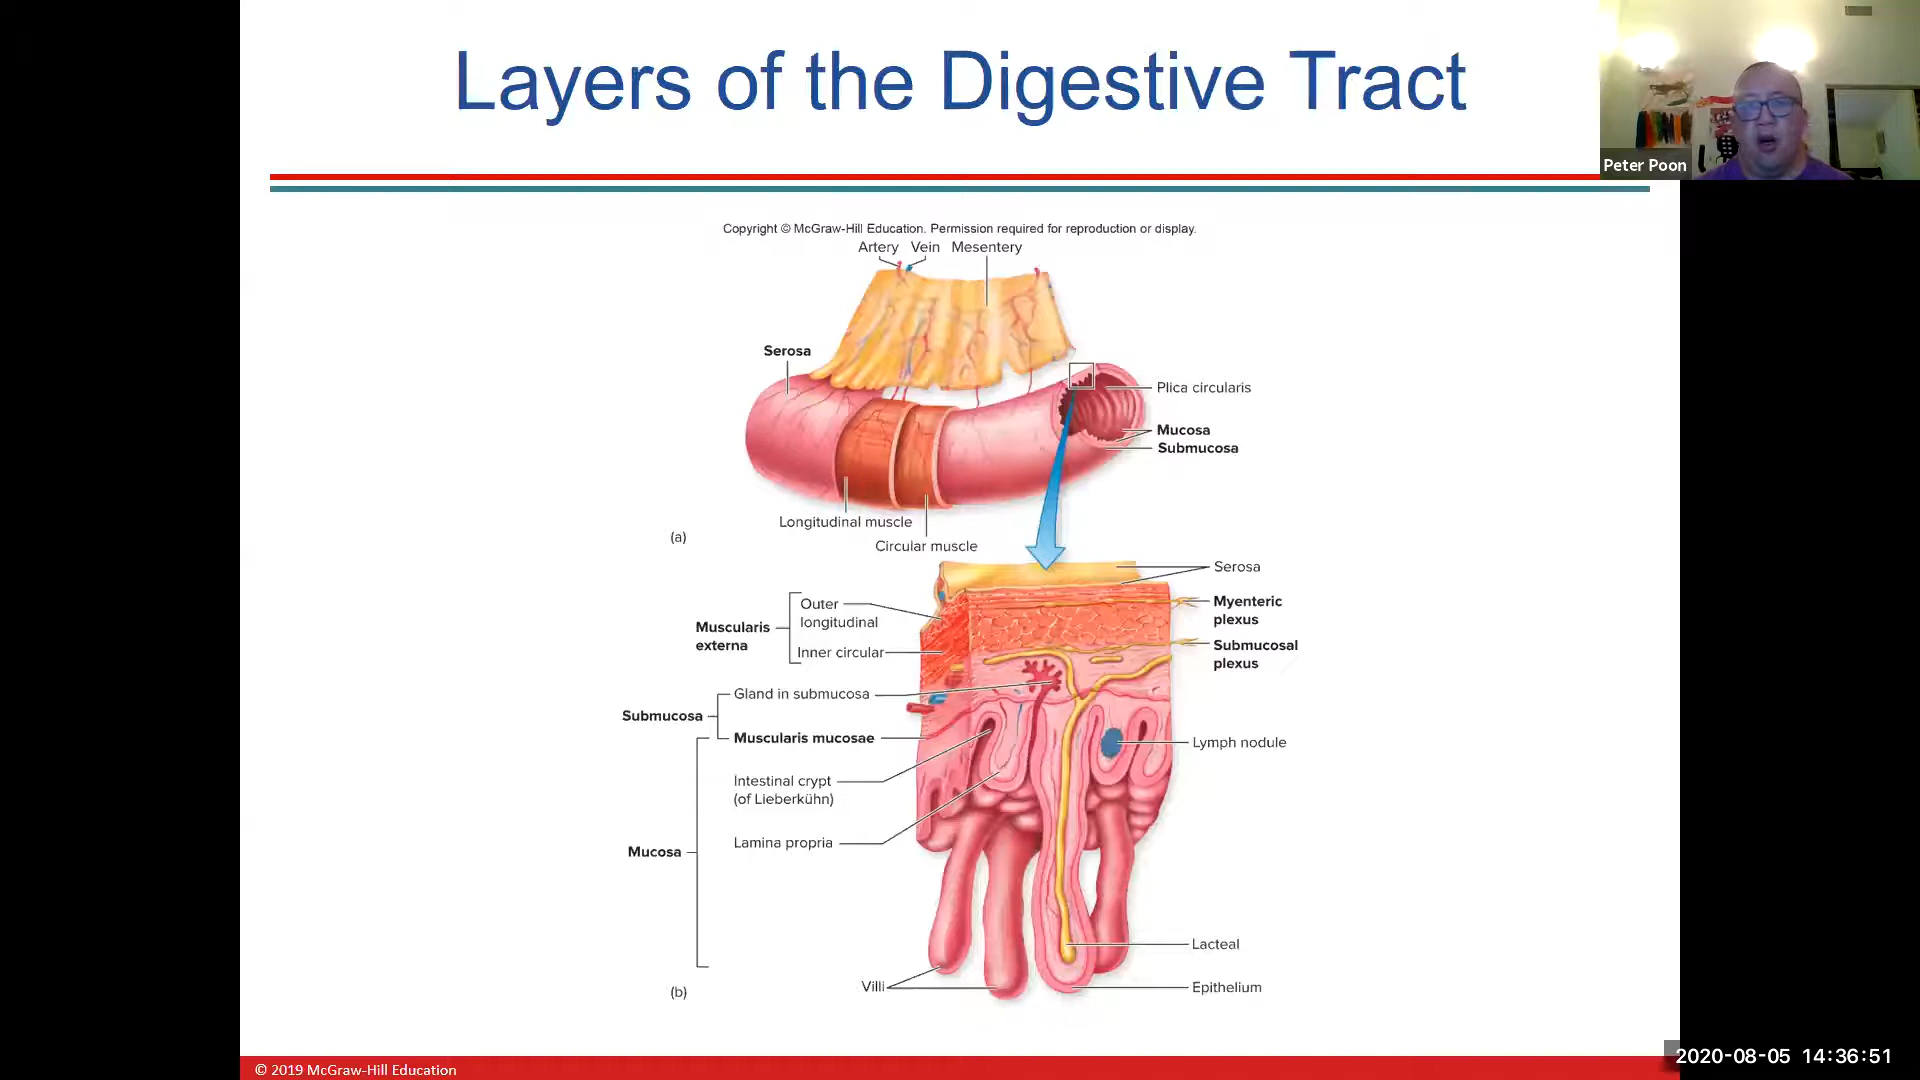 Layers of the Digestive Tract
Peter Poon
Copyright © McGraw-Hill Education. Permission required for reproduction or display.
Artery Vein Mesentery
Serosa
Plica circularis
Mucosa
Submucosa
Longitudinal muscle
Circular muscle
(a)
Serosa
Outer
longitudinal
Inner circular
Muscularis
externa
Myenteric
plexus
Submucosal
plexus
Gland in submucosa
Submucosa
Muscularis mucosae
Lymph nodule
Intestinal crypt
(of Lieberkühn)
Lamina propria
Mucosa
Lacteal
Villi
Epithelium
(b)
© 2019 McGraw-Hill Education
2020-08-05 14:36:51